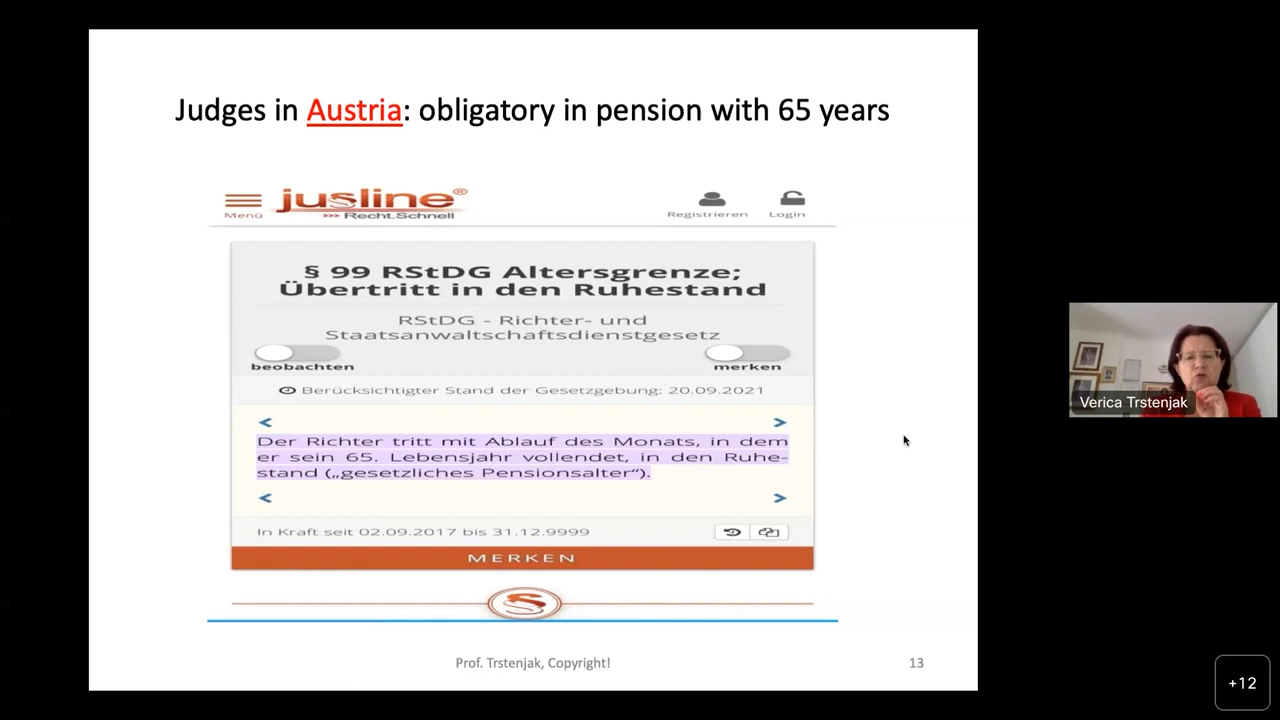 Judges in Austria: obligatory in pension with 65 years
Menü
jusline®
>>> Recht.Schnell
Registrieren
Login
§ 99 RStDG Altersgrenze;
Übertritt in den Ruhestand
RStDG - Richter- und
Staatsanwaltschaftsdienstgesetz
beobachten
merken
Berücksichtigter Stand der Gesetzgebung: 20.09.2021
< >
Der Richter tritt mit Ablauf des Monats, in dem
er sein 65. Lebensjahr vollendet, in den Ruhe-
stand („gesetzliches Pensionsalter“).
< >
In Kraft seit 02.09.2017 bis 31.12.9999
MERKEN
Prof. Trstenjak, Copyright!
13
Verica Trstenjak
+12